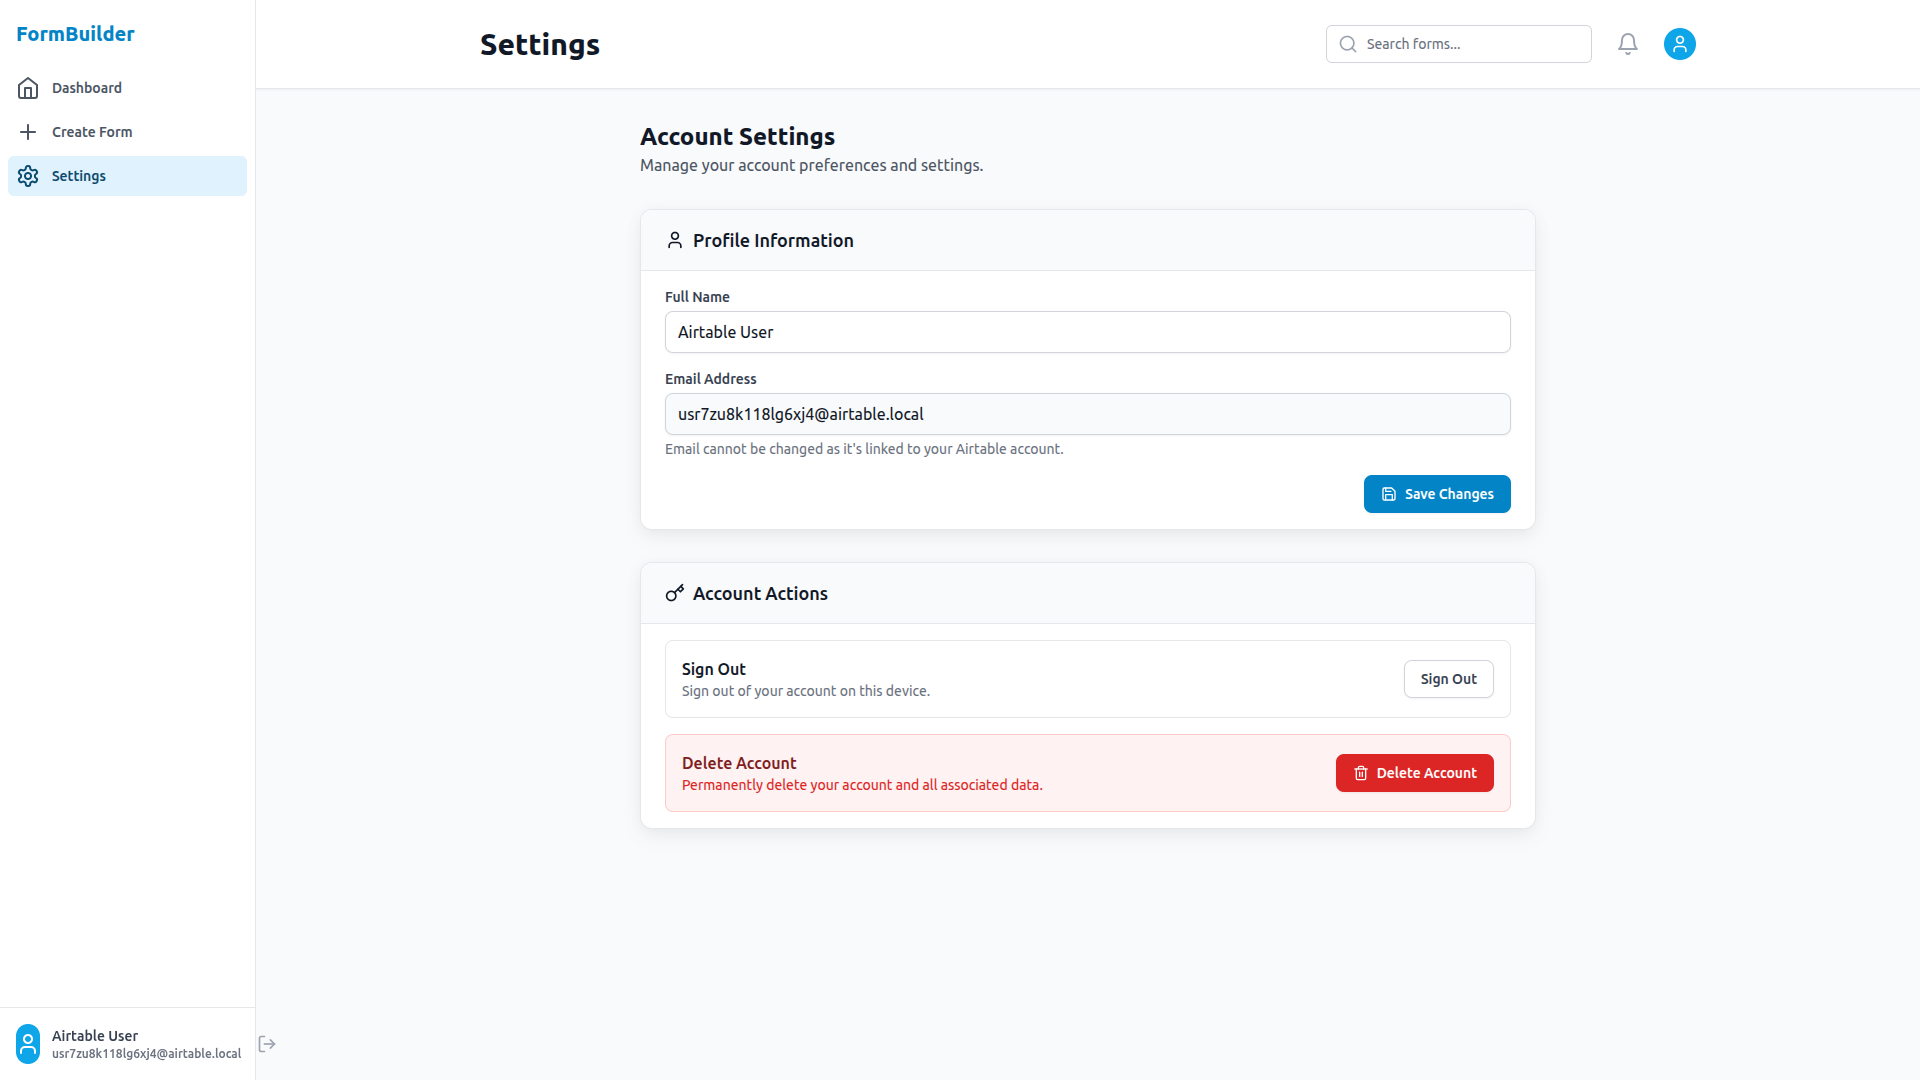 FormBuilder
Dashboard
Create Form
Settings
Settings
Search forms...
Account Settings
Manage your account preferences and settings.
Profile Information
Full Name
Airtable User
Email Address
usr7zu8k118lg6xj4@airtable.local
Email cannot be changed as it's linked to your Airtable account.
Save Changes
Account Actions
Sign Out
Sign out of your account on this device.
Sign Out
Delete Account
Permanently delete your account and all associated data.
Delete Account
Airtable User
usr7zu8k118lg6xj4@airtable.local